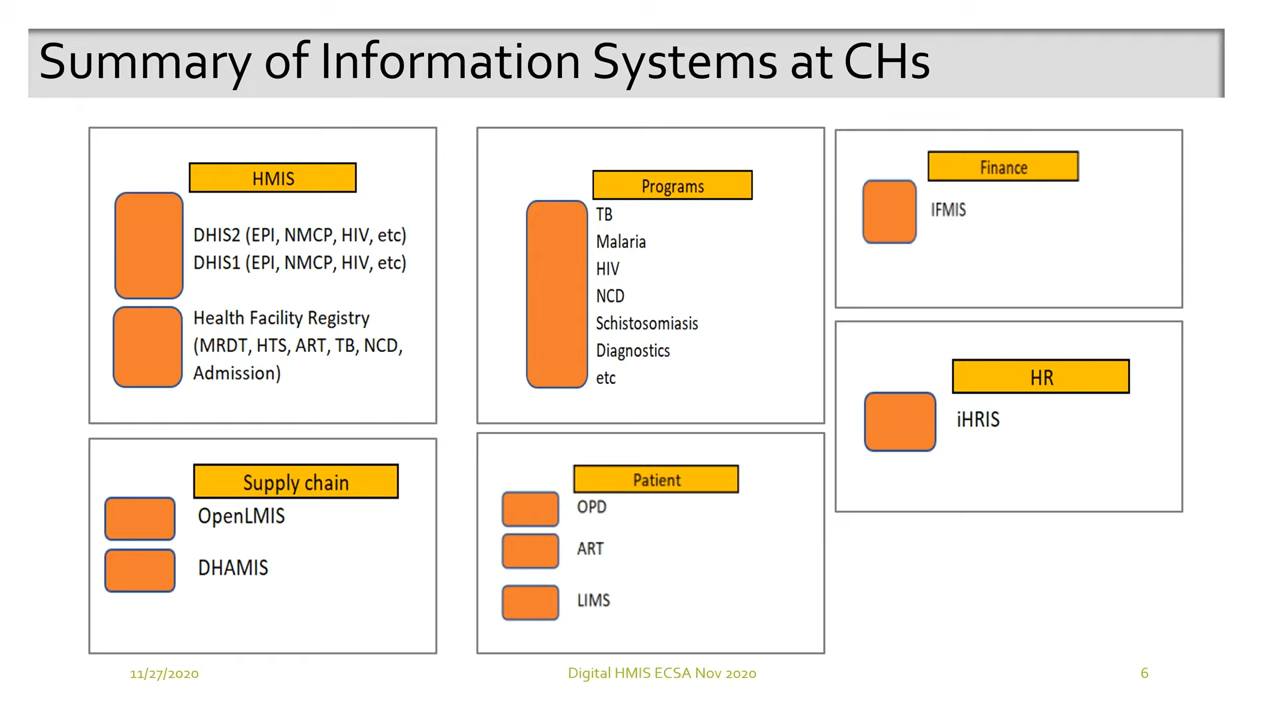 Summary of Information Systems at CHs
HMIS
DHIS2 (EPI, NMCP, HIV, etc)
DHIS1 (EPI, NMCP, HIV, etc)
Health Facility Registry
(MRDT, HTS, ART, TB, NCD,
Admission)
Programs
TB
Malaria
HIV
NCD
Schistosomiasis
Diagnostics
etc
Finance
IFMIS
HR
iHRIS
Supply chain
OpenLMIS
DHAMIS
Patient
OPD
ART
LIMS
11/27/2020
Digital HMIS ECSA Nov 2020
6